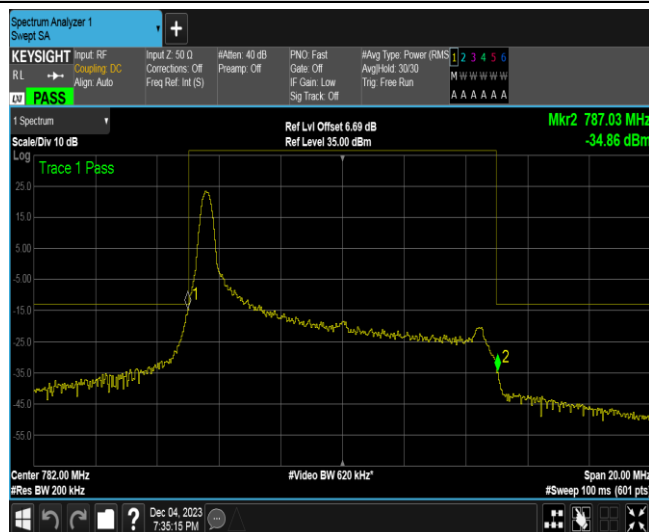 Spectrum Analyzer 1
Swept SA
+
KEYSIGHT Input: RF Input Z: 50 Ω #Atten: 40 dB PNO: Fast #Avg Type: Power (RMS 1 2 3 4 5 6
RL Coupling: DC Corrections: Off Preamp: Off Gate: Off Avg|Hold: 30/30 M W W W W W
Align: Auto Freq Ref: Int (S) IF Gain: Low Trig: Free Run
LXI PASS Sig Track: Off A A A A A A
1 Spectrum Ref Lvl Offset 6.69 dB Mkr2 787.03 MHz
Scale/Div 10 dB Ref Level 35.00 dBm -34.86 dBm
Log
Trace 1 Pass
25.0
15.0
5.00
-5.00
1
-15.0
-25.0
2
-35.0
-45.0
-55.0
Center 782.00 MHz #Video BW 620 kHz* Span 20.00 MHz
#Res BW 200 kHz #Sweep 100 ms (601 pts)
? Dec 04, 2023
7:35:15 PM